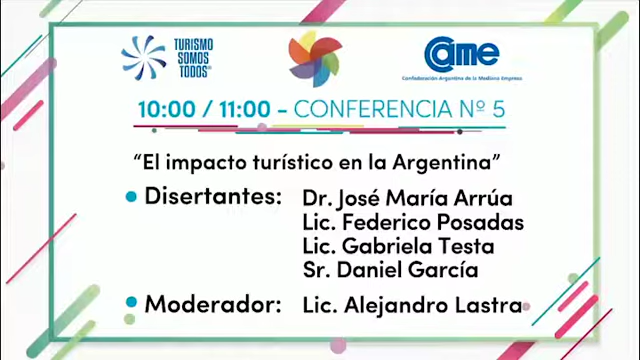 TURISMO
SOMOS
TODOS
came
Confederación Argentina de la Mediana Empresa
10:00 / 11:00 - CONFERENCIA Nº 5
“El impacto turístico en la Argentina”
Disertantes: Dr. José María Arrúa
Lic. Federico Posadas
Lic. Gabriela Testa
Sr. Daniel García
Moderador: Lic. Alejandro Lastra